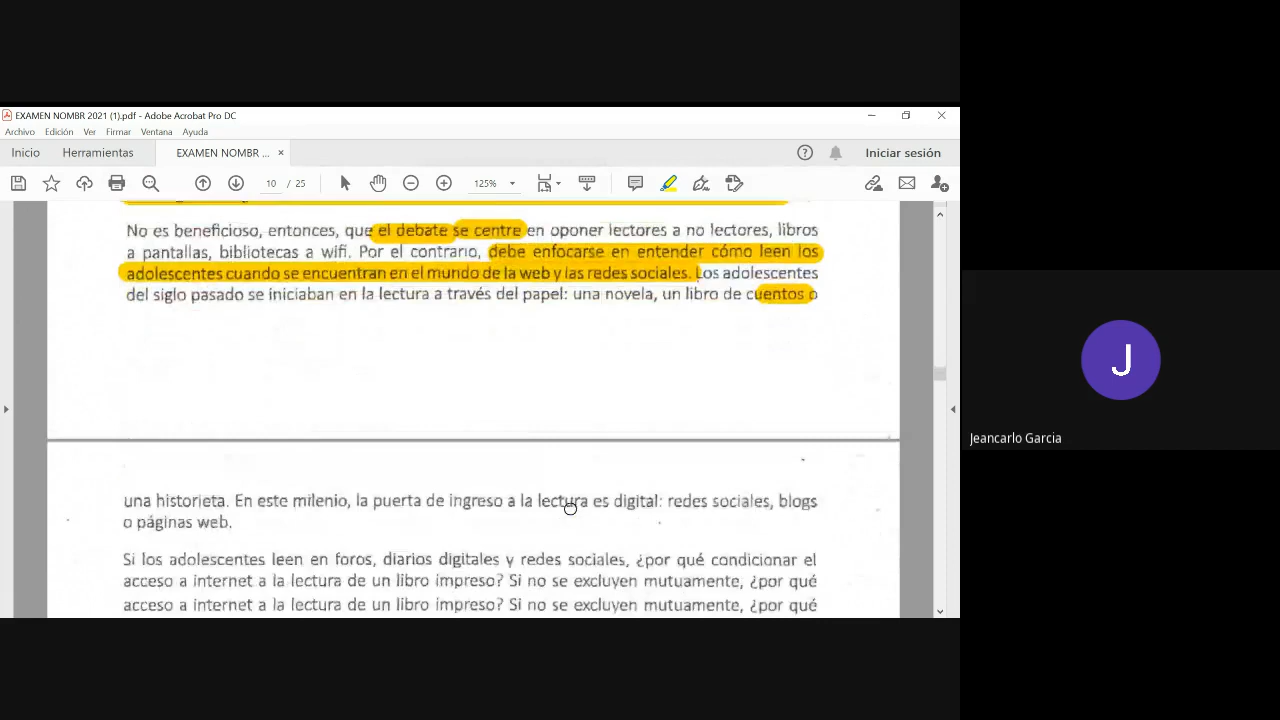 EXAMEN NOMBR 2021 (1).pdf - Adobe Acrobat Pro DC
Archivo Edición Ver Firmar Ventana Ayuda
Inicio Herramientas EXAMEN NOMBR ... × Iniciar sesión
10 / 25 125%
No es beneficioso, entonces, que el debate se centre en oponer lectores a no lectores, libros
a pantallas, bibliotecas a wifi. Por el contrario, debe enfocarse en entender cómo leen los
adolescentes cuando se encuentran en el mundo de la web y las redes sociales. Los adolescentes
del siglo pasado se iniciaban en la lectura a través del papel: una novela, un libro de cuentos o
una historieta. En este milenio, la puerta de ingreso a la lectura es digital: redes sociales, blogs
o páginas web.
Si los adolescentes leen en foros, diarios digitales y redes sociales, ¿por qué condicionar el
acceso a internet a la lectura de un libro impreso? Si no se excluyen mutuamente, ¿por qué
acceso a internet a la lectura de un libro impreso? Si no se excluyen mutuamente, ¿por qué
J
Jeancarlo Garcia